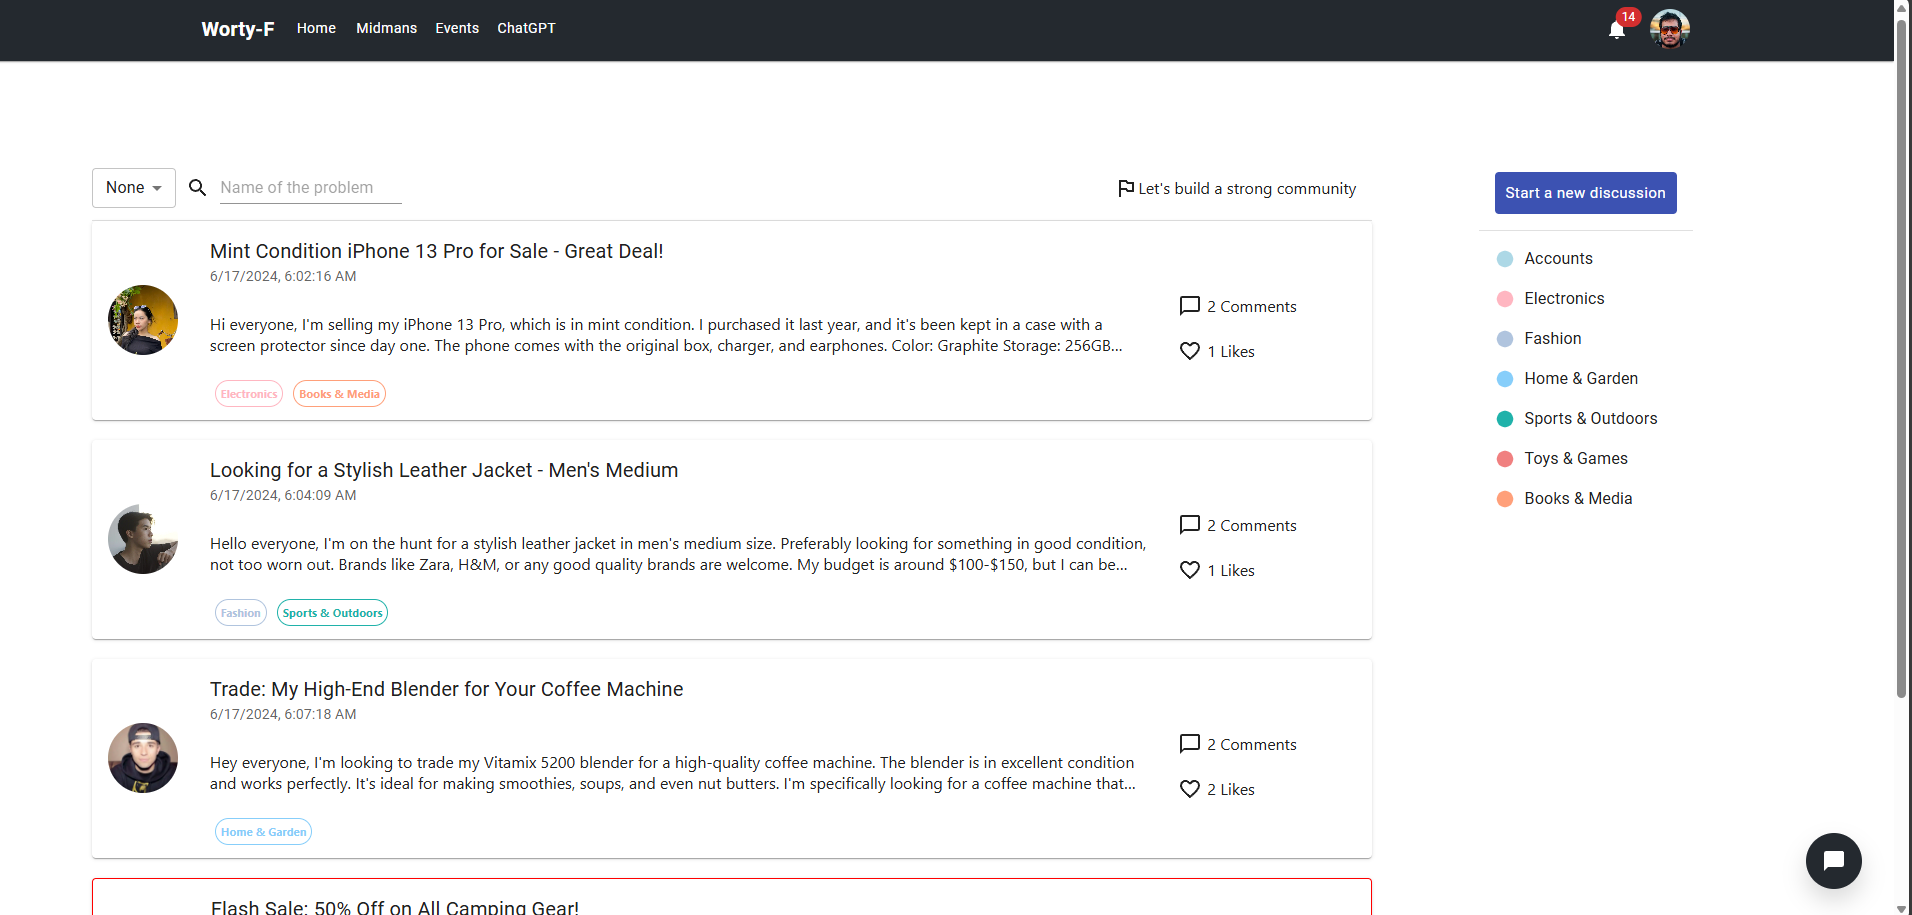 Worty-F Home Midmans Events ChatGPT 14
None Name of the problem Let's build a strong community
Start a new discussion
Mint Condition iPhone 13 Pro for Sale - Great Deal!
6/17/2024, 6:02:16 AM
Hi everyone, I'm selling my iPhone 13 Pro, which is in mint condition. I purchased it last year, and it's been kept in a case with a
screen protector since day one. The phone comes with the original box, charger, and earphones. Color: Graphite Storage: 256GB...
2 Comments
1 Likes
Electronics Books & Media
Looking for a Stylish Leather Jacket - Men's Medium
6/17/2024, 6:04:09 AM
Hello everyone, I'm on the hunt for a stylish leather jacket in men's medium size. Preferably looking for something in good condition,
not too worn out. Brands like Zara, H&M, or any good quality brands are welcome. My budget is around $100-$150, but I can be...
2 Comments
1 Likes
Fashion Sports & Outdoors
Trade: My High-End Blender for Your Coffee Machine
6/17/2024, 6:07:18 AM
Hey everyone, I'm looking to trade my Vitamix 5200 blender for a high-quality coffee machine. The blender is in excellent condition
and works perfectly. It's ideal for making smoothies, soups, and even nut butters. I'm specifically looking for a coffee machine that...
2 Comments
2 Likes
Home & Garden
Flash Sale: 50% Off on All Camping Gear!
Accounts
Electronics
Fashion
Home & Garden
Sports & Outdoors
Toys & Games
Books & Media